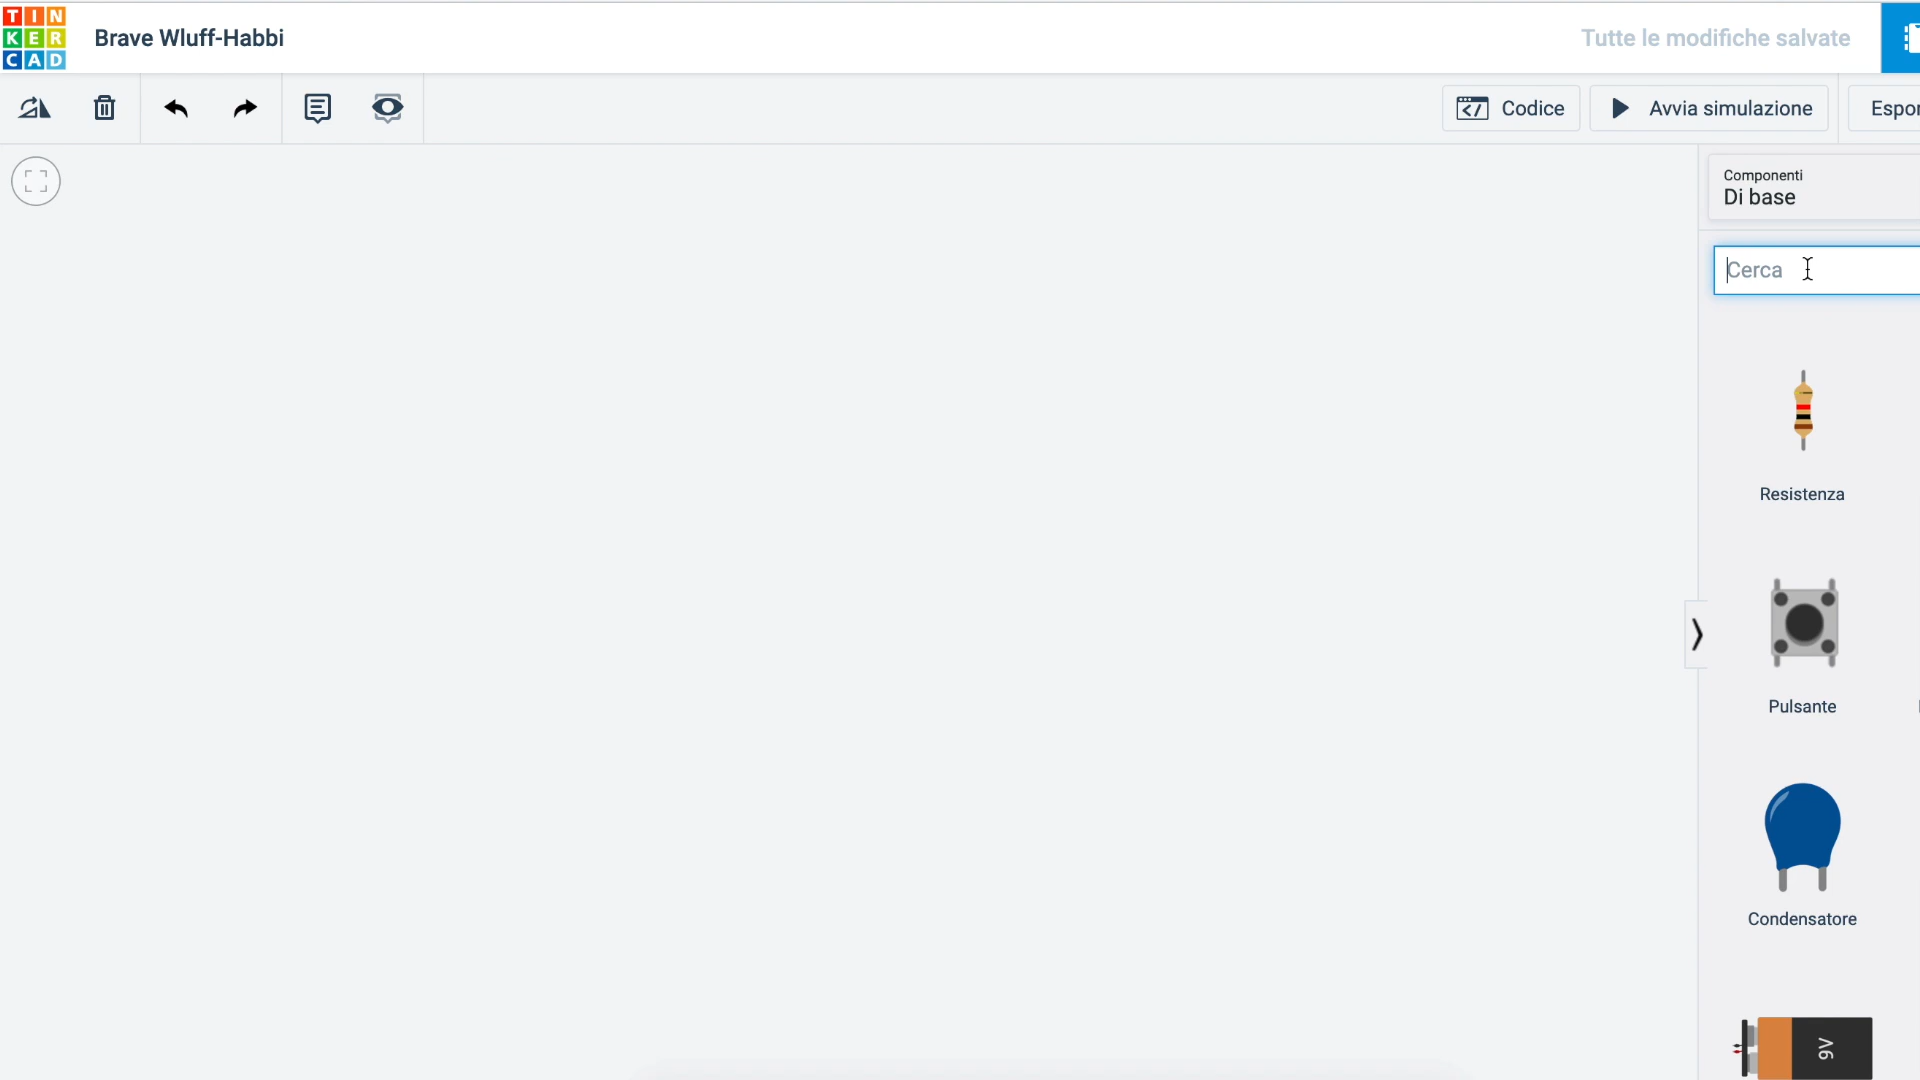 TIN
KER
CAD
Brave Wluff-Habbi
Tutte le modifiche salvate
Codice
Avvia simulazione
Espor
Componenti
Di base
Cerca
Resistenza
Pulsante
Condensatore
9V